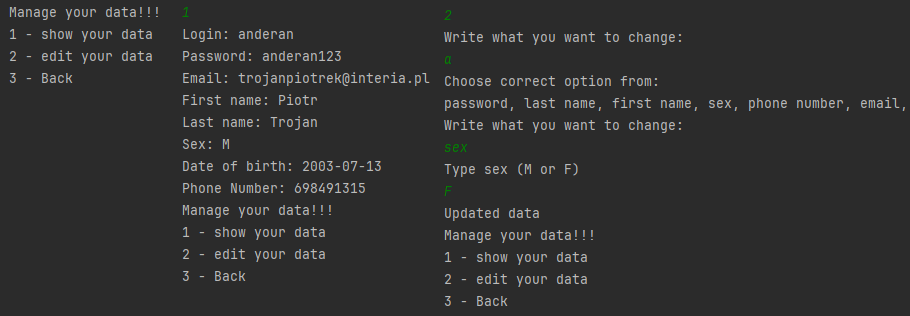 Manage your data!!!
1 - show your data
2 - edit your data
3 - Back
1
Login: anderan
Password: anderan123
Email: trojanpiotrek@interia.pl
First name: Piotr
Last name: Trojan
Sex: M
Date of birth: 2003-07-13
Phone Number: 698491315
Manage your data!!!
1 - show your data
2 - edit your data
3 - Back
2
Write what you want to change:
a
Choose correct option from:
password, last name, first name, sex, phone number, email,
Write what you want to change:
sex
Type sex (M or F)
F
Updated data
Manage your data!!!
1 - show your data
2 - edit your data
3 - Back